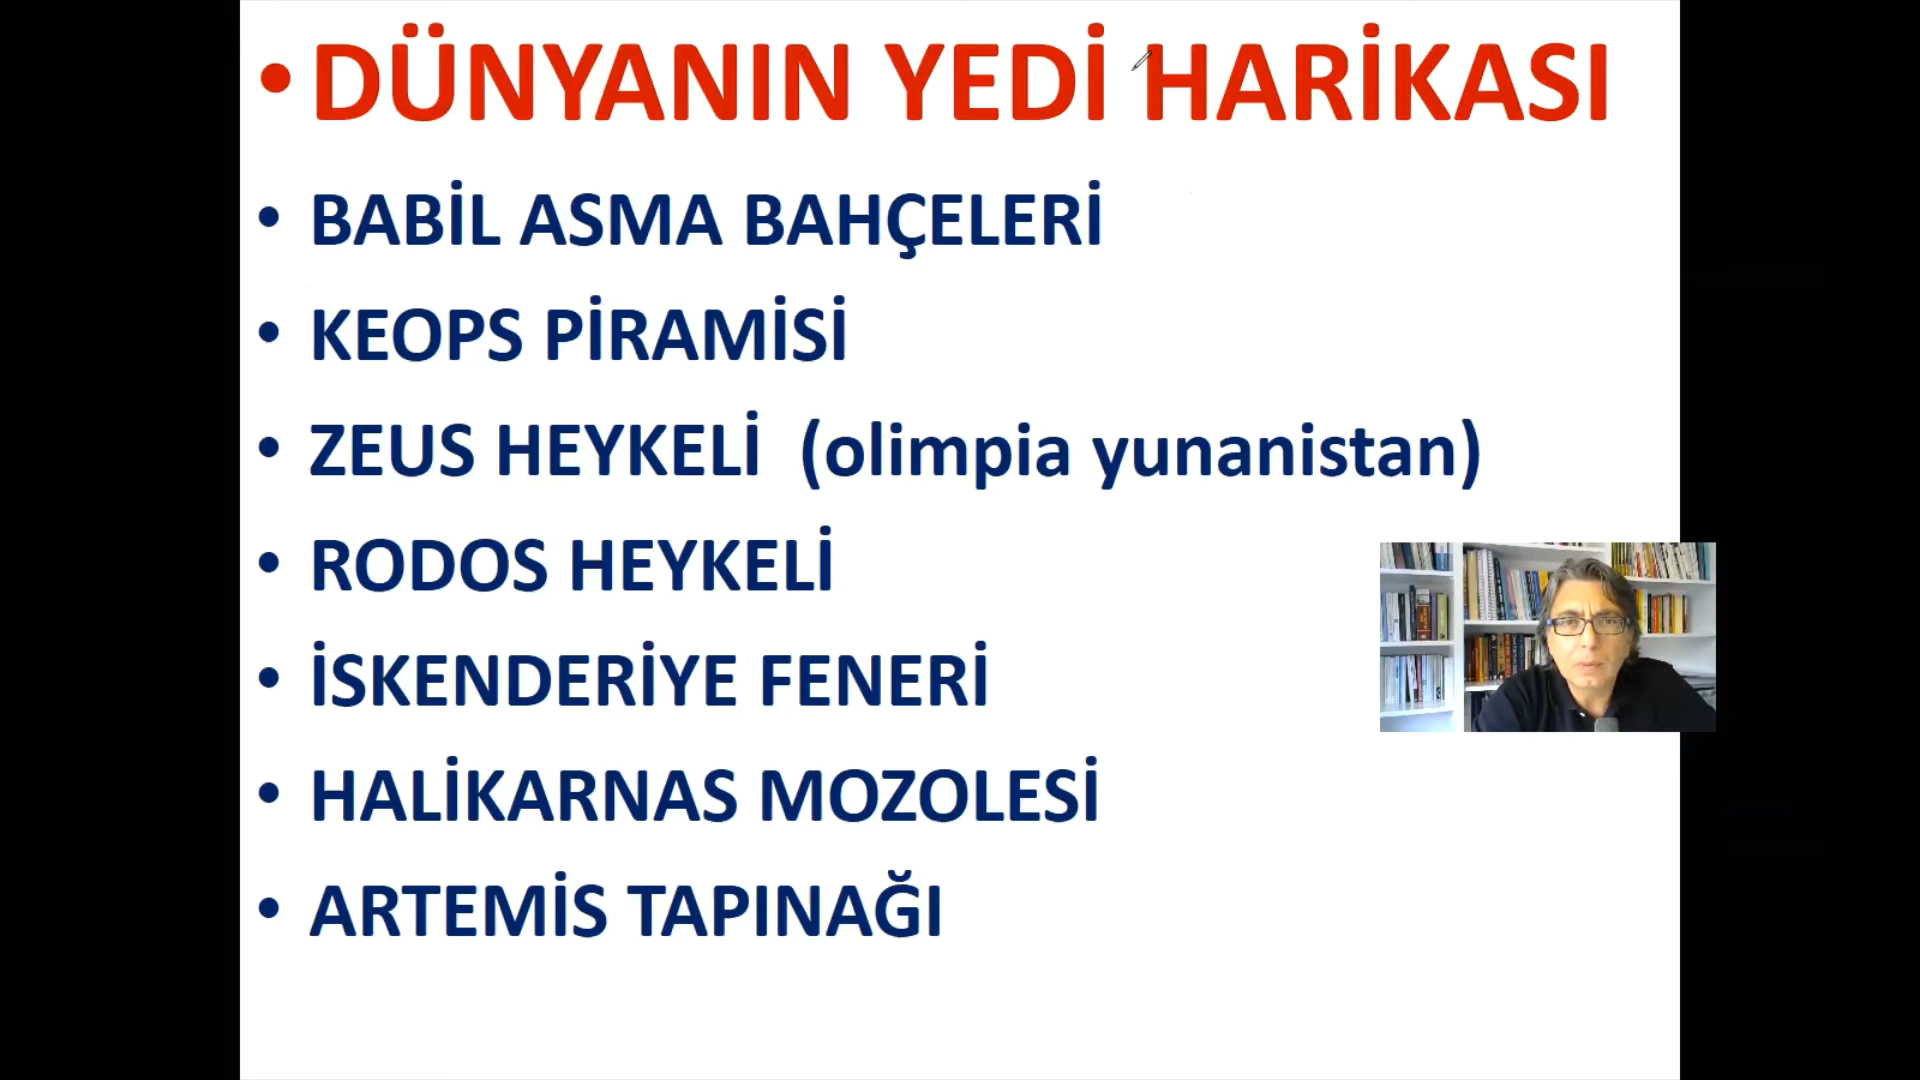 • DÜNYANIN YEDİ HARİKASI
• BABİL ASMA BAHÇELERİ
• KEOPS PİRAMİSİ
• ZEUS HEYKELİ (olimpia yunanistan)
• RODOS HEYKELİ
• İSKENDERİYE FENERİ
• HALİKARNAS MOZOLESİ
• ARTEMİS TAPINAĞI